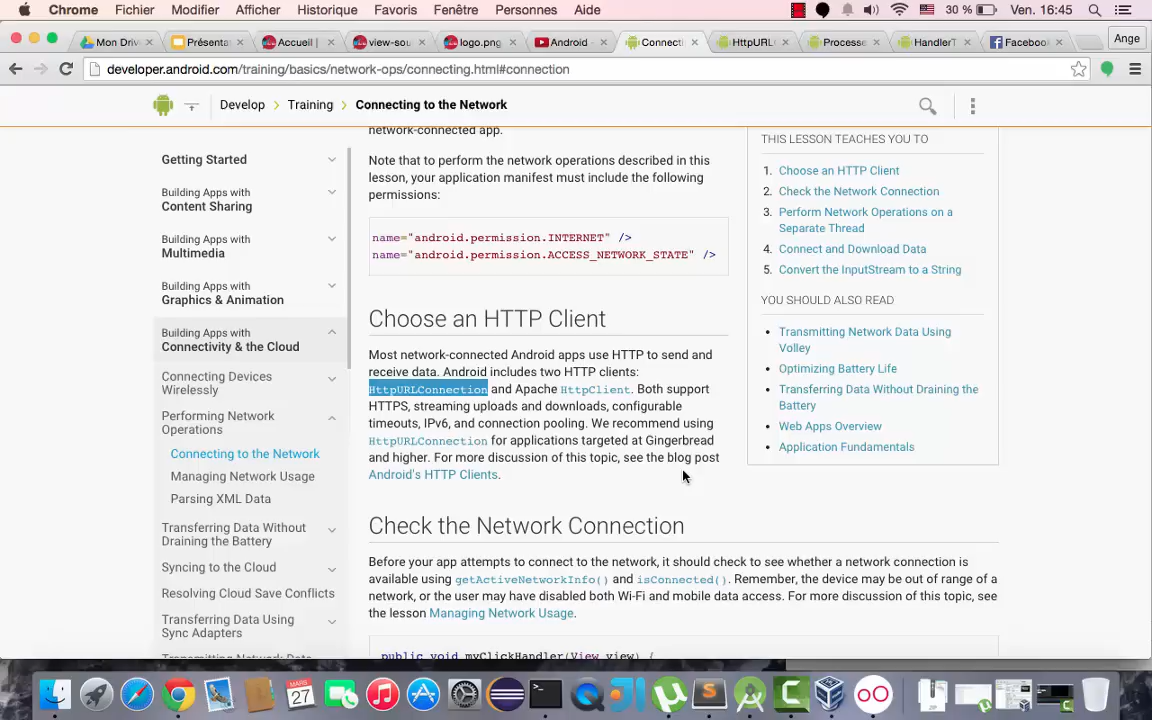 Chrome Fichier Modifier Afficher Historique Favoris Fenêtre Personnes Aide 30 % Ven. 16:45
Mon Driv Présenta Accueil | view-sou logo.png Android Connecti HttpURL Processe HandlerT Facebook Ange
developer.android.com/training/basics/network-ops/connecting.html#connection
Develop Training Connecting to the Network
Getting Started
Building Apps with
Content Sharing
Building Apps with
Multimedia
Building Apps with
Graphics & Animation
Building Apps with
Connectivity & the Cloud
Connecting Devices
Wirelessly
Performing Network
Operations
Connecting to the Network
Managing Network Usage
Parsing XML Data
Transferring Data Without
Draining the Battery
Syncing to the Cloud
Resolving Cloud Save Conflicts
Transferring Data Using
Sync Adapters
network-connected app.
Note that to perform the network operations described in this
lesson, your application manifest must include the following
permissions:
name="android.permission.INTERNET" />
name="android.permission.ACCESS_NETWORK_STATE" />
Choose an HTTP Client
Most network-connected Android apps use HTTP to send and
receive data. Android includes two HTTP clients:
HttpURLConnection and Apache HttpClient. Both support
HTTPS, streaming uploads and downloads, configurable
timeouts, IPv6, and connection pooling. We recommend using
HttpURLConnection for applications targeted at Gingerbread
and higher. For more discussion of this topic, see the blog post
Android's HTTP Clients.
Check the Network Connection
Before your app attempts to connect to the network, it should check to see whether a network connection is
available using getActiveNetworkInfo() and isConnected(). Remember, the device may be out of range of a
network, or the user may have disabled both Wi-Fi and mobile data access. For more discussion of this topic, see
the lesson Managing Network Usage.
public void myClickHandler(View view) {
THIS LESSON TEACHES YOU TO
1. Choose an HTTP Client
2. Check the Network Connection
3. Perform Network Operations on a
Separate Thread
4. Connect and Download Data
5. Convert the InputStream to a String
YOU SHOULD ALSO READ
Transmitting Network Data Using
Volley
Optimizing Battery Life
Transferring Data Without Draining the
Battery
Web Apps Overview
Application Fundamentals
MARS
27